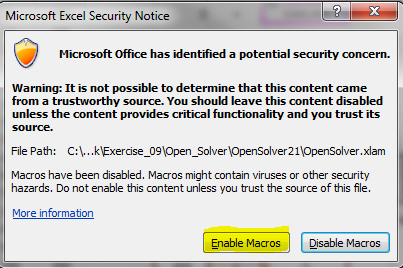 Microsoft Excel Security Notice
Microsoft Office has identified a potential security concern.
Warning: It is not possible to determine that this content came
from a trustworthy source. You should leave this content disabled
unless the content provides critical functionality and you trust its
source.
File Path: C:\...k\Exercise_09\Open_Solver\OpenSolver21\OpenSolver.xlam
Macros have been disabled. Macros might contain viruses or other security
hazards. Do not enable this content unless you trust the source of this file.
More information
Enable Macros Disable Macros